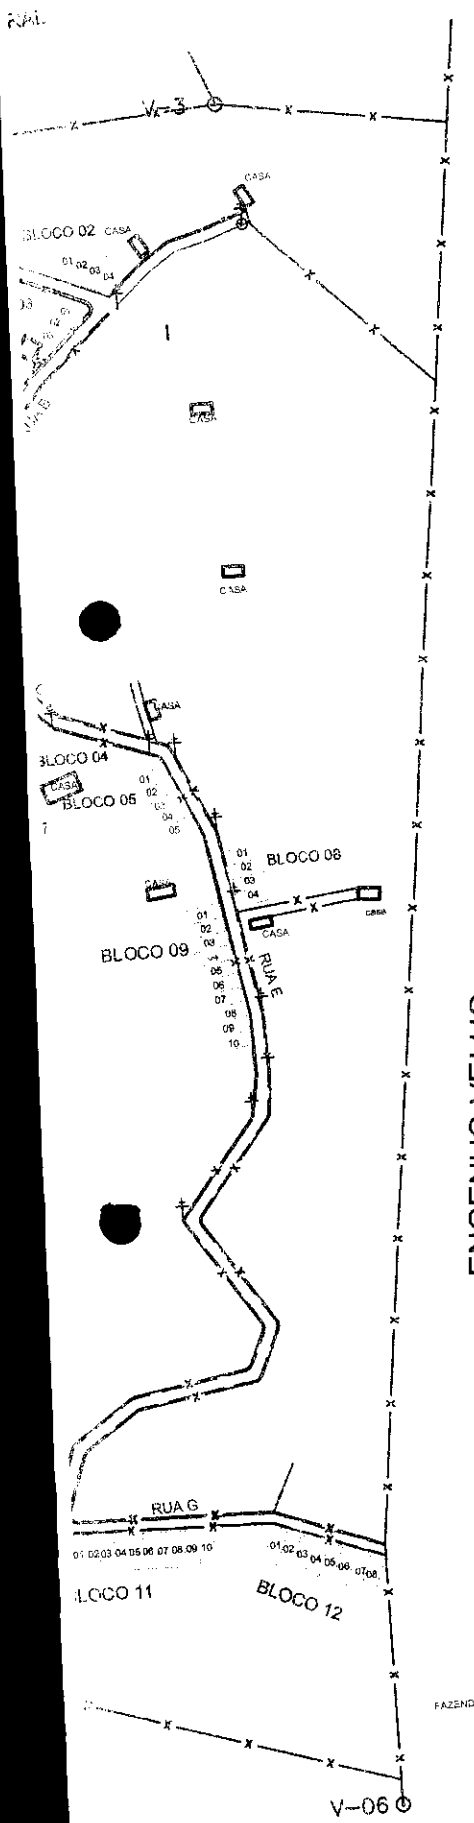 V-3
CASA
BLOCO 02
CASA
01
02
03
04
CASA
CASA
CASA
BLOCO 04
CASA
BLOCO 05
01
02
03
04
05
7
01
02
03
04
BLOCO 08
CASA
CASA
CASA
BLOCO 09
01
02
03
05
06
07
08
09
10
RUA E
RUA G
01 02 03 04 05 06 07 08 09 10
01 02 03 04 05 06 07 08
LOCO 11
BLOCO 12
FAZEND
V-06